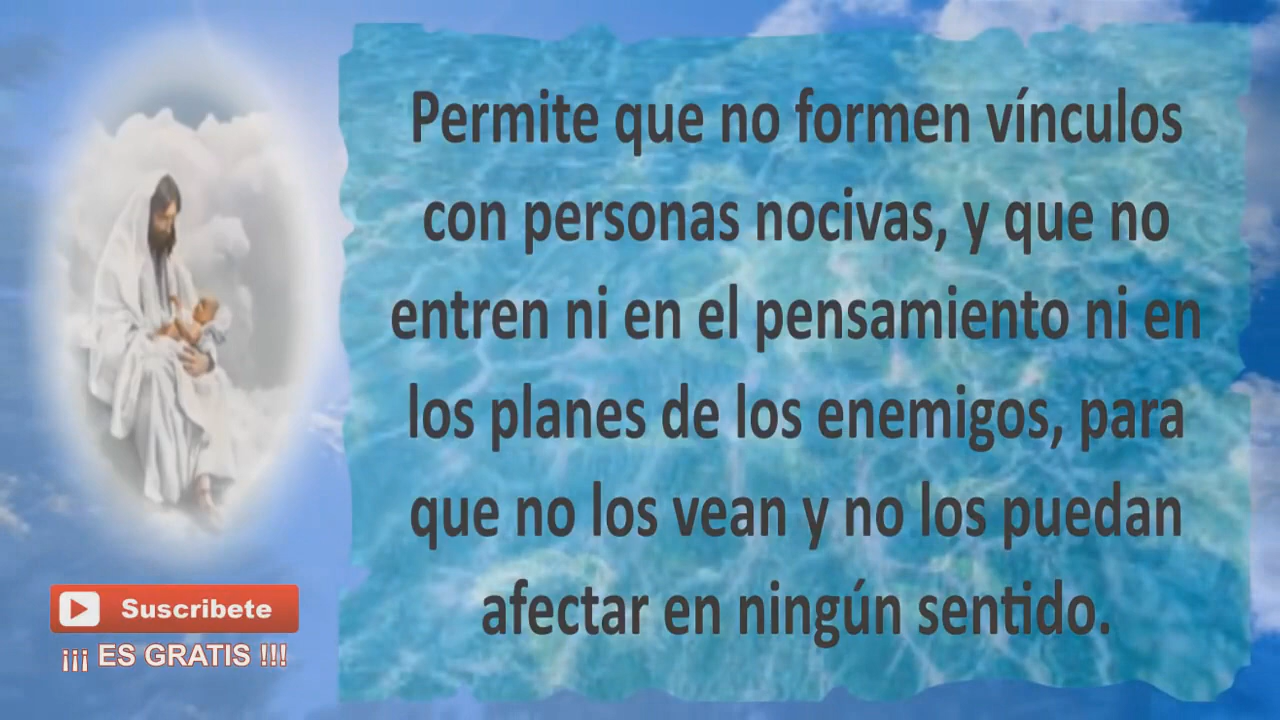 Permite que no formen vínculos
con personas nocivas, y que no
entren ni en el pensamiento ni en
los planes de los enemigos, para
que no los vean y no los puedan
afectar en ningún sentido.
Suscribete
¡¡¡ ES GRATIS !!!